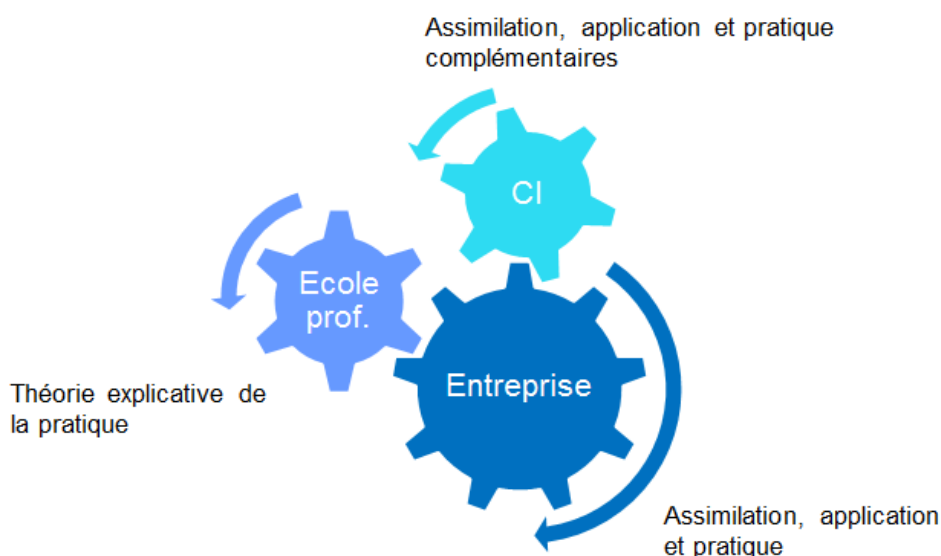 Assimilation, application et pratique
complémentaires
CI
Ecole
prof.
Entreprise
Théorie explicative de
la pratique
Assimilation, application
et pratique